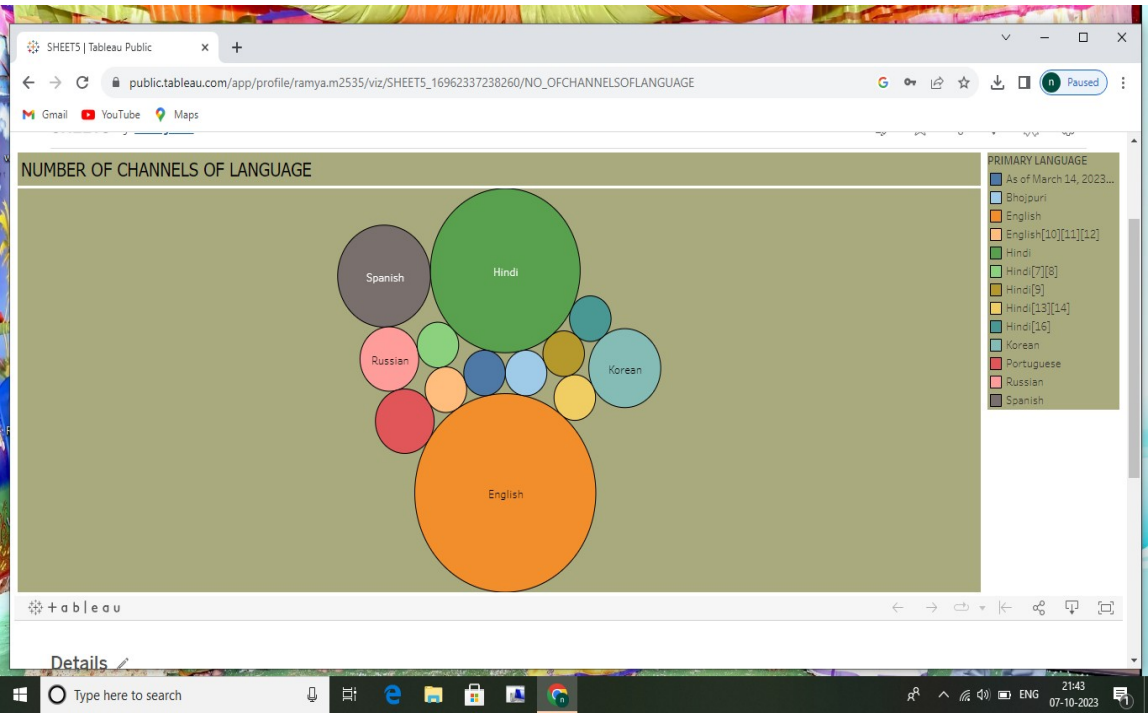 SHEET5 | Tableau Public
public.tableau.com/app/profile/ramya.m2535/viz/SHEET5_16962337238260/NO_OFCHANNELSOFLANGUAGE
n Paused
Gmail YouTube Maps
NUMBER OF CHANNELS OF LANGUAGE
PRIMARY LANGUAGE
As of March 14, 2023...
Bhojpuri
English
English[10][11][12]
Hindi
Hindi[7][8]
Hindi[9]
Hindi[13][14]
Hindi[16]
Korean
Portuguese
Russian
Spanish
Hindi
Spanish
Russian
Korean
English
+ a b | e a u
Details
Type here to search
ENG
21:43
07-10-2023
1